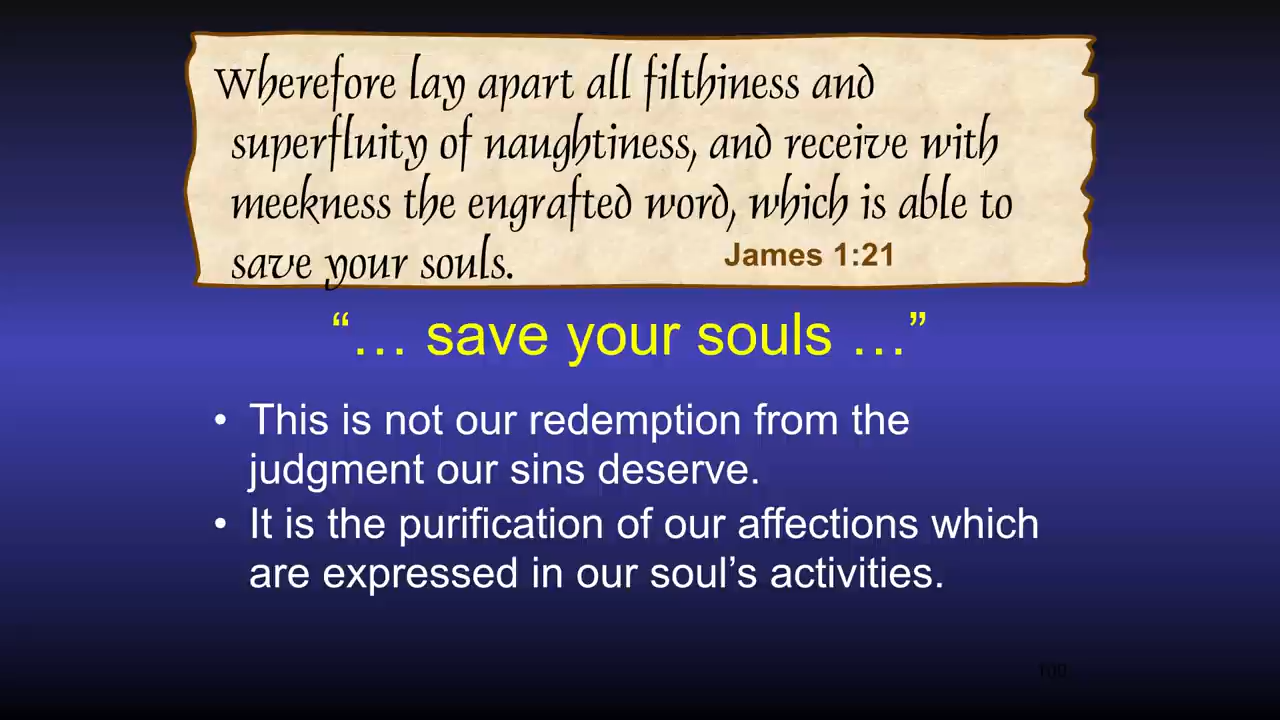 Wherefore lay apart all filthiness and
superfluity of naughtiness, and receive with
meekness the engrafted word, which is able to
save your souls. James 1:21
“… save your souls …”
• This is not our redemption from the
judgment our sins deserve.
• It is the purification of our affections which
are expressed in our soul’s activities.